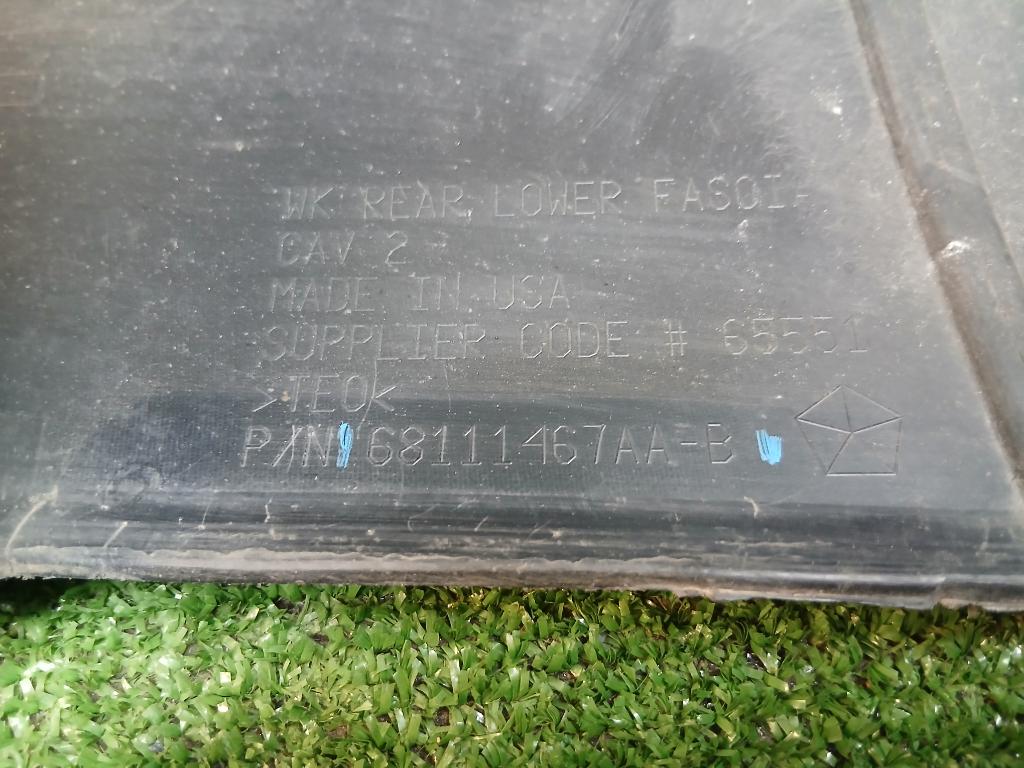 WK REAR LOWER FASCIA
CAV 2
MADE IN USA
SUPPLIER CODE # 65551
>TEO<
P/N 68111467AA-B